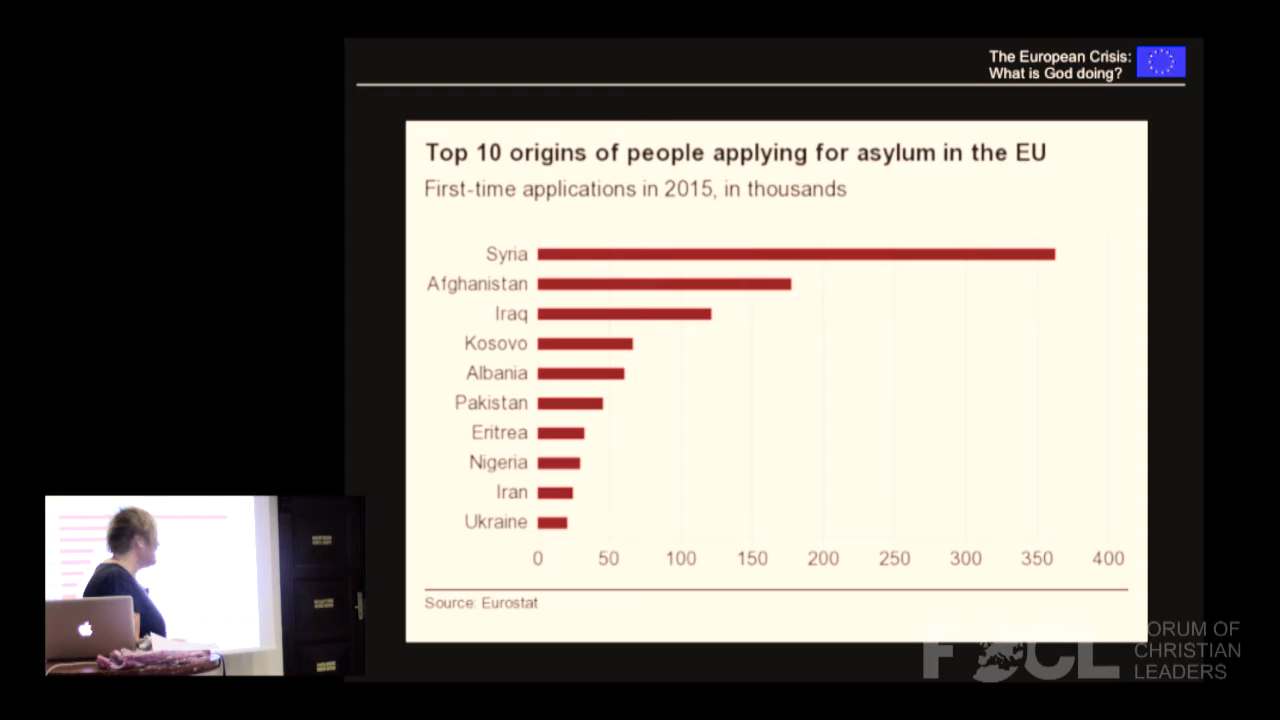 The European Crisis:
What is God doing?
Top 10 origins of people applying for asylum in the EU
First-time applications in 2015, in thousands
Syria
Afghanistan
Iraq
Kosovo
Albania
Pakistan
Eritrea
Nigeria
Iran
Ukraine
0 50 100 150 200 250 300 350 400
Source: Eurostat
FOCL
FORUM OF
CHRISTIAN
LEADERS